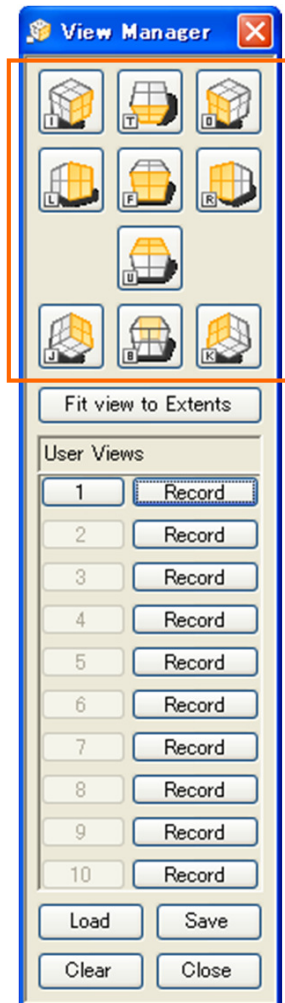 View Manager
I T O
L F R
U
J B K
Fit view to Extents
User Views
1 Record
2 Record
3 Record
4 Record
5 Record
6 Record
7 Record
8 Record
9 Record
10 Record
Load Save
Clear Close